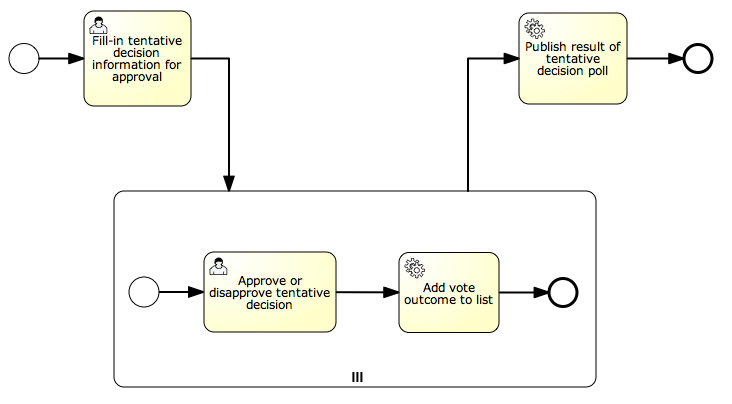 Fill-in tentative
decision
information for
approval
Publish result of
tentative
decision poll
Approve or
disapprove tentative
decision
Add vote
outcome to list